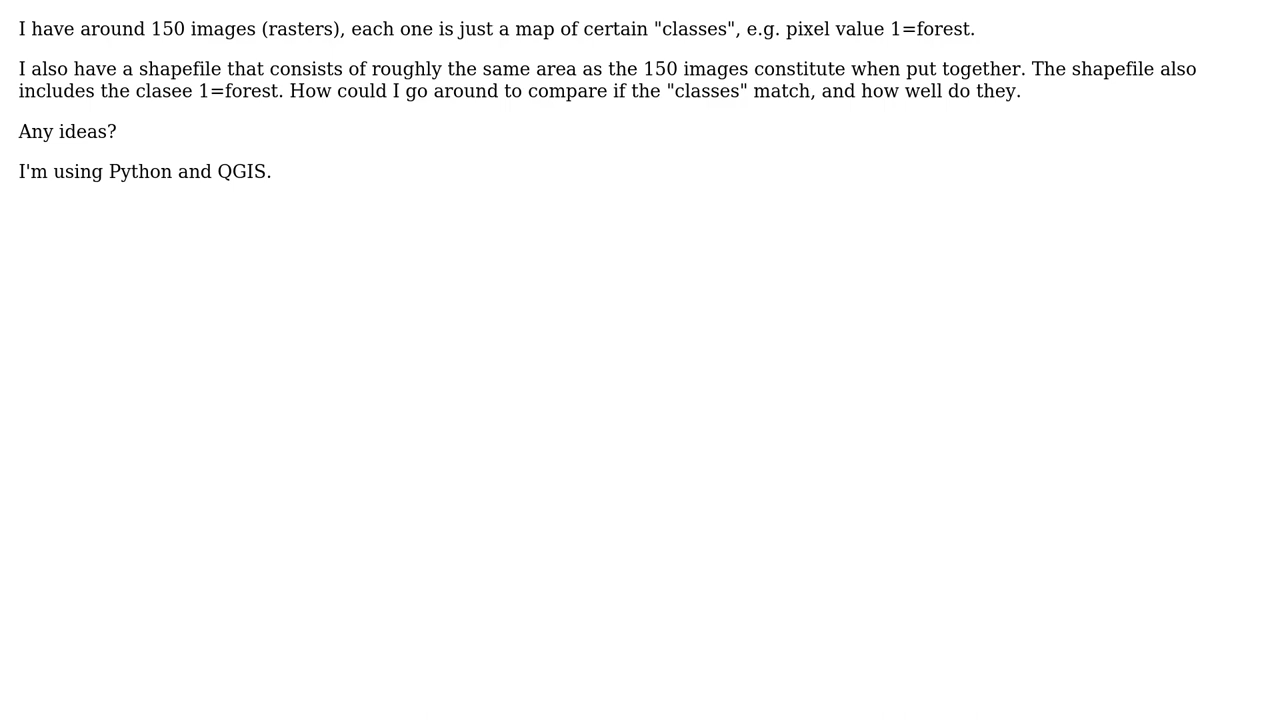 I have around 150 images (rasters), each one is just a map of certain "classes", e.g. pixel value 1=forest.
I also have a shapefile that consists of roughly the same area as the 150 images constitute when put together. The shapefile also
includes the clasee 1=forest. How could I go around to compare if the "classes" match, and how well do they.
Any ideas?
I'm using Python and QGIS.